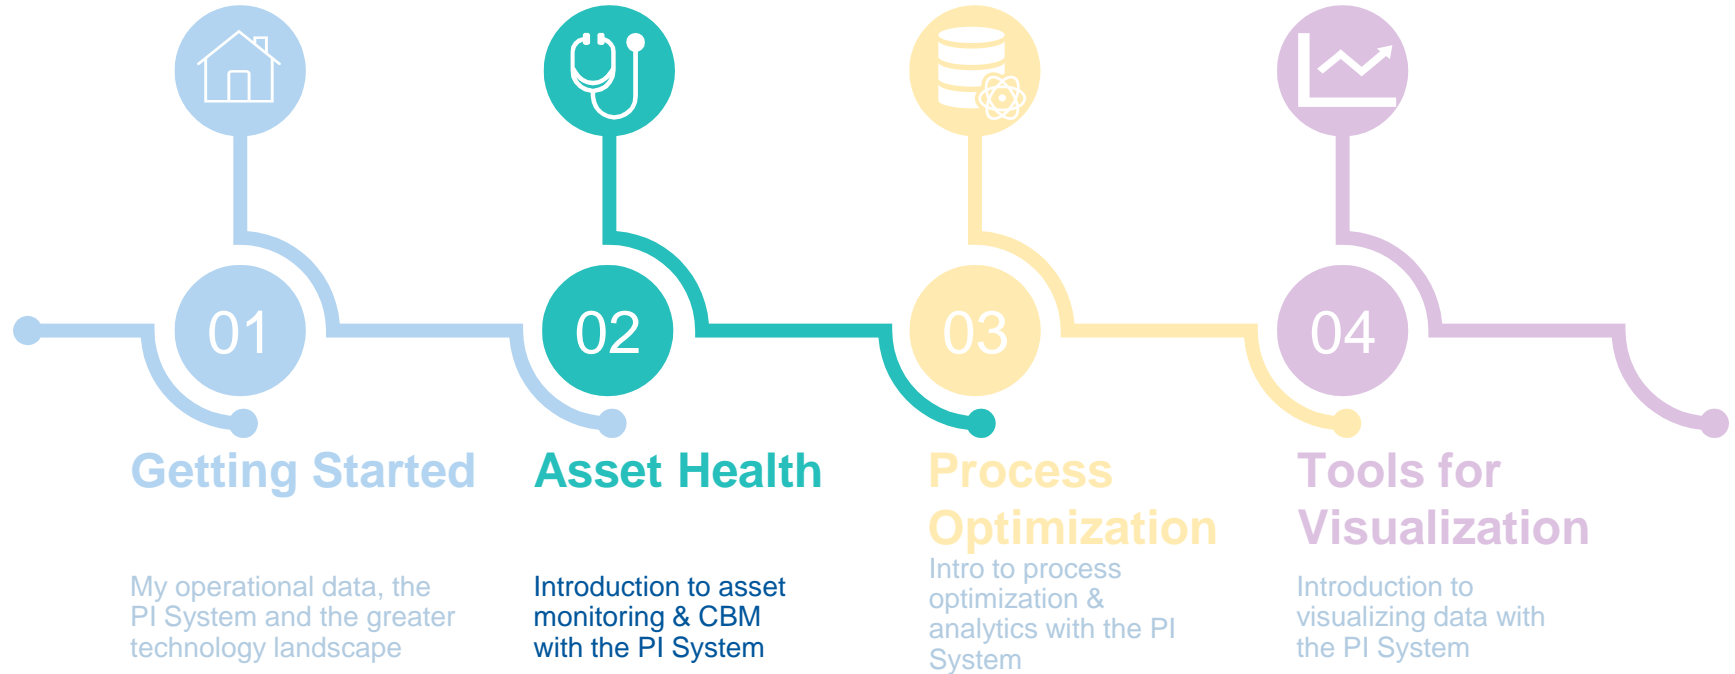 01
02
03
04
Getting Started
My operational data, the
PI System and the greater
technology landscape
Asset Health
Introduction to asset
monitoring & CBM
with the PI System
Process
Optimization
Intro to process
optimization &
analytics with the PI
System
Tools for
Visualization
Introduction to
visualizing data with
the PI System